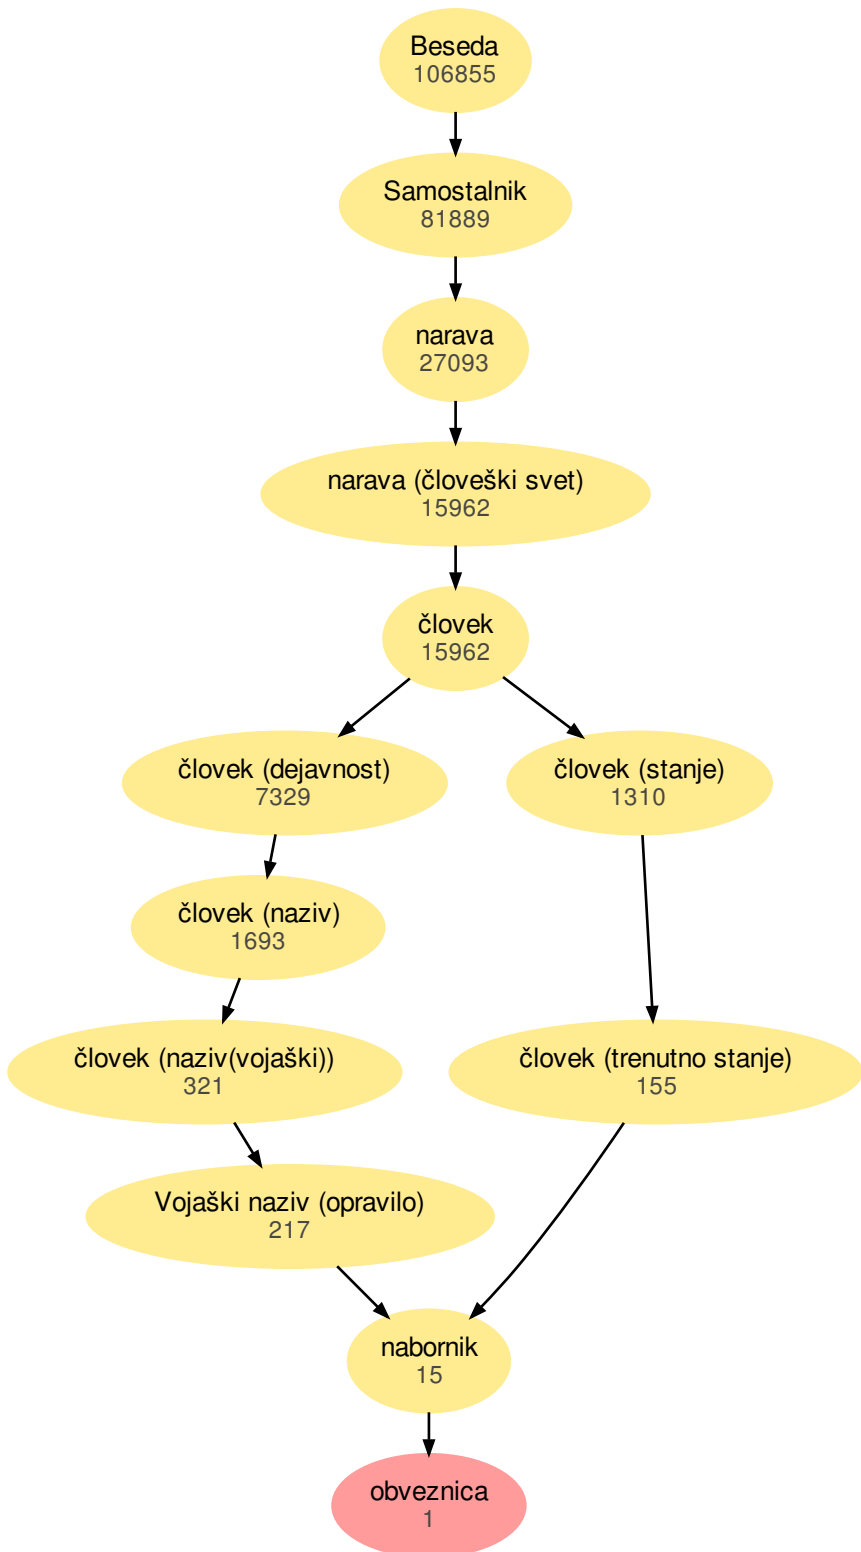 Beseda
106855
Samostalnik
81889
narava
27093
narava (človeški svet)
15962
človek
15962
človek (dejavnost)
7329
človek (stanje)
1310
človek (naziv)
1693
človek (naziv(vojaški))
321
človek (trenutno stanje)
155
Vojaški naziv (opravilo)
217
nabornik
15
obveznica
1